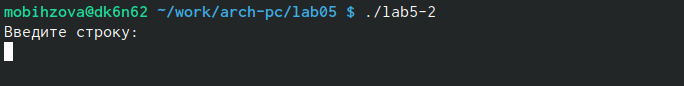 mobihzova@dk6n62 ~/work/arch-pc/lab05 $ ./lab5-2
Введите строку: